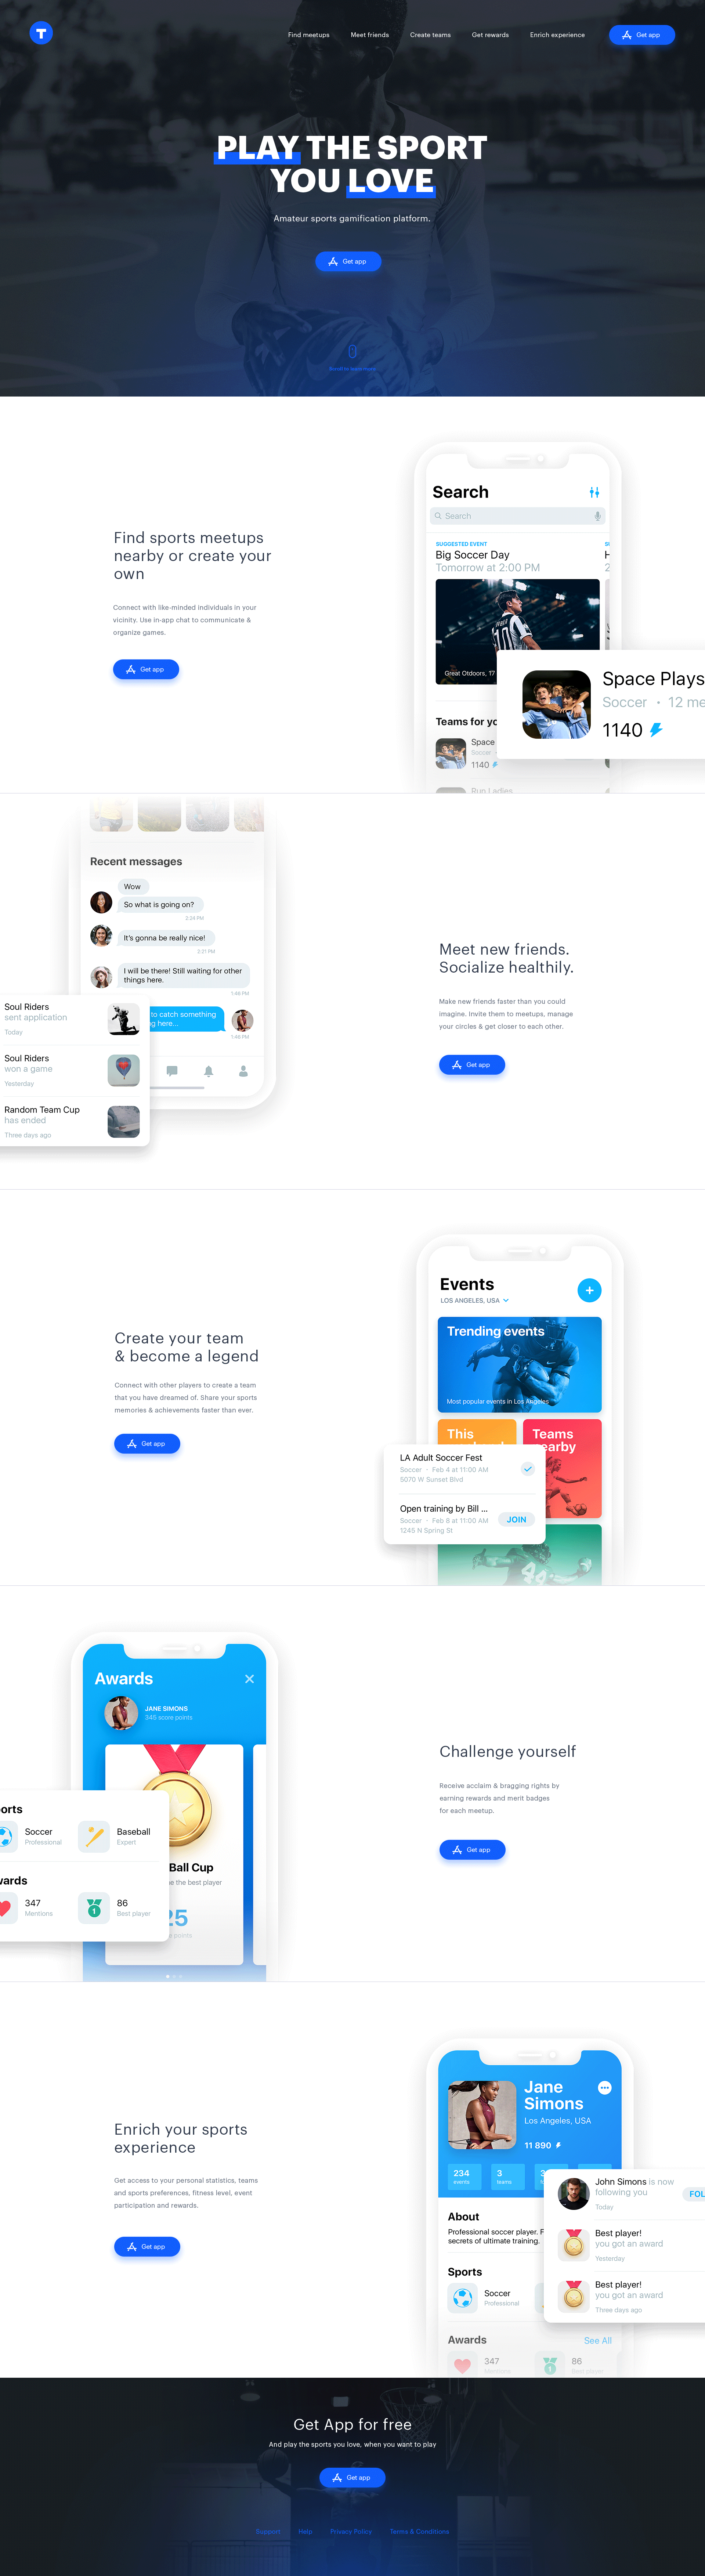 T
Find meetups
Meet friends
Create teams
Get rewards
Enrich experience
Get app
PLAY THE SPORT
YOU LOVE
Amateur sports gamification platform.
Get app
Find sports meetups
nearby or create your
own
Connect with like-minded individuals in your
vicinity. Use in-app chat to communicate &
organize games.
Get app
Search
Search
SUGGESTED EVENT
Big Soccer Day
Tomorrow at 2:00 PM
Great Otdoors, 17
Teams for yo
Space
Soccer
1140
Run Ladies
Space Plays
Soccer • 12 me
1140
Recent messages
Wow
So what is going on?
2:24 PM
It's gonna be really nice!
2:21 PM
I will be there! Still waiting for other
things here.
1:86 PM
to catch something
g here...
1:46 PM
Soul Riders
sent application
Today
Soul Riders
won a game
Yesterday
Random Team Cup
has ended
Three days ago
Meet new friends.
Socialize healthily.
Make new friends faster than you could
imagine. Invite them to meetups, manage
your circles & get closer to each other.
Get app
Create your team
& become a legend
Connect with other players to create a team
that you have dreamed of. Share your sports
memories & achievements faster than ever.
Get app
Events
LOS ANGELES, USA
Trending events
Most popular events in Los Angeles
This
Teams
earby
LA Adult Soccer Fest
Soccer • Feb 4 at 11:00 AM
5070 W Sunset Blvd
Open training by Bill ...
Soccer • Feb 8 at 11:00 AM
1245 N Spring St
JOIN
Awards
JANE SIMONS
345 score points
Ball Cup
e the best player
25
points
orts
Soccer
Professional
Baseball
Expert
wards
347
Mentions
86
Best player
1
Challenge yourself
Receive acclaim & bragging rights by
earning rewards and merit badges
for each meetup.
Get app
Enrich your sports
experience
Get access to your personal statistics, teams
and sports preferences, fitness level, event
participation and rewards.
Get app
Jane
Simons
Los Angeles, USA
11 890
234
events
3
teams
3
About
Professional soccer player. F
secrets of ultimate training.
Sports
Soccer
Professional
Awards
See All
347
Mentions
1
86
Best player
John Simons is now
following you
Today
FOL
Best player!
you got an award
Yesterday
Best player!
you got an award
Three days ago
Get App for free
And play the sports you love, when you want to play
Get app
Support
Help
Privacy Policy
Terms & Conditions